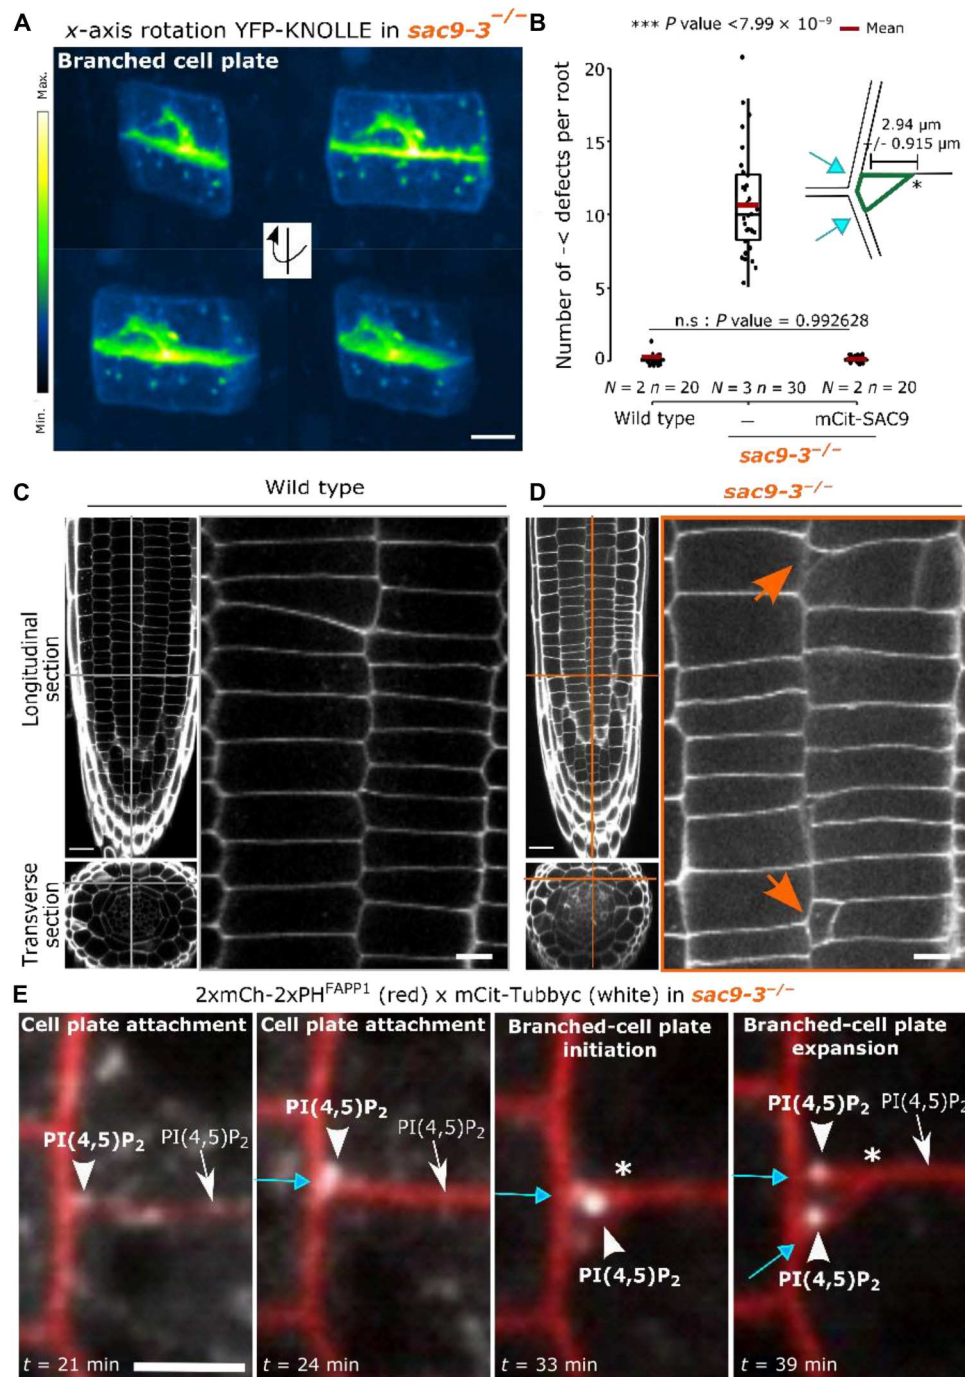 A
x-axis rotation YFP-KNOLLE in sac9-3⁻/⁻
Max.
Min.
Branched cell plate
B
*** P value <7.99 × 10⁻⁹
Mean
Number of -< defects per root
20
15
10
5
0
2.94 µm
+/- 0.915 µm
*
n.s : P value = 0.992628
N = 2 n = 20
N = 3 n = 30
N = 2 n = 20
Wild type
—
mCit-SAC9
sac9-3⁻/⁻
C
Wild type
Longitudinal
section
Transverse
section
D
sac9-3⁻/⁻
E
2xmCh-2xPHᶠᴬᴾᴾ¹ (red) x mCit-Tubbyc (white) in sac9-3⁻/⁻
Cell plate attachment
PI(4,5)P₂
PI(4,5)P₂
t = 21 min
Cell plate attachment
PI(4,5)P₂
PI(4,5)P₂
t = 24 min
Branched-cell plate
initiation
*
PI(4,5)P₂
t = 33 min
Branched-cell plate
expansion
PI(4,5)P₂
PI(4,5)P₂
*
PI(4,5)P₂
t = 39 min